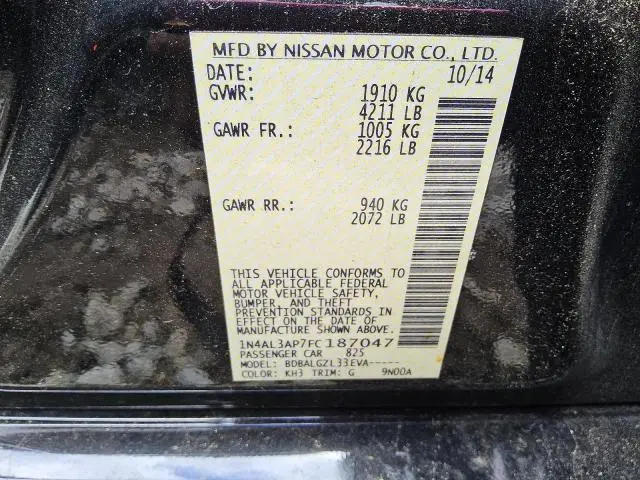 MFD BY NISSAN MOTOR CO., LTD.
DATE: 10/14
GVWR: 1910 KG
4211 LB
GAWR FR.: 1005 KG
2216 LB
GAWR RR.: 940 KG
2072 LB
THIS VEHICLE CONFORMS TO
ALL APPLICABLE FEDERAL
MOTOR VEHICLE SAFETY,
BUMPER, AND THEFT
PREVENTION STANDARDS IN
EFFECT ON THE DATE OF
MANUFACTURE SHOWN ABOVE.
1N4AL3AP7FC187047
PASSENGER CAR 825
MODEL: BDBALGZL33EVA-----
COLOR: KH3 TRIM: G 9N00A